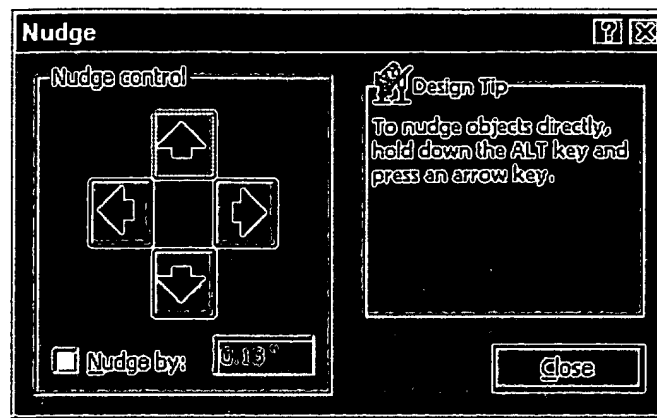 Nudge
Nudge control
Nudge by:
0.13"
Design Tip
To nudge objects directly,
hold down the ALT key and
press an arrow key.
Close